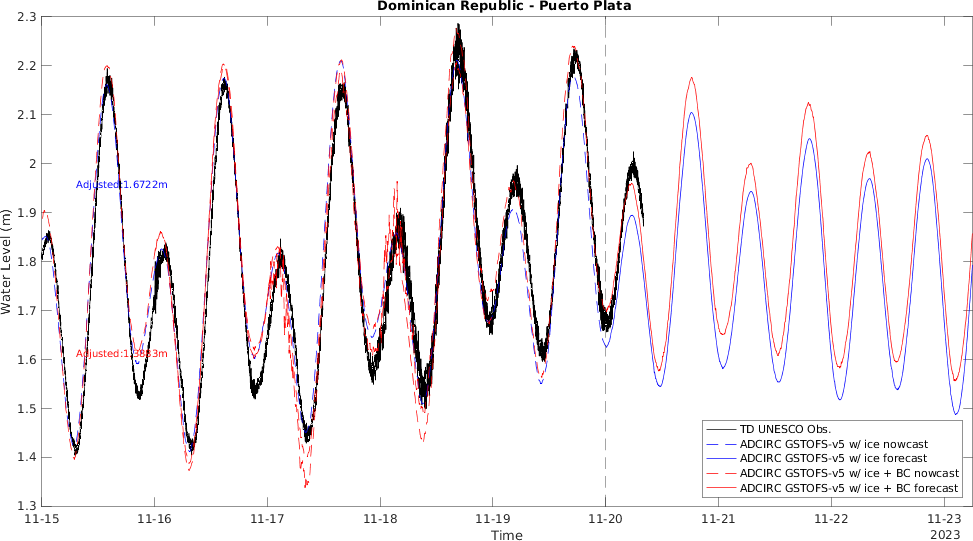 Dominican Republic - Puerto Plata
2.3
2.2
2.1
2
1.9
1.8
1.7
1.6
1.5
1.4
1.3
Water Level (m)
Adjusted:1.6722m
Adjusted:1.3883m
TD UNESCO Obs.
ADCIRC GSTOFS-v5 w/ ice nowcast
ADCIRC GSTOFS-v5 w/ ice forecast
ADCIRC GSTOFS-v5 w/ ice + BC nowcast
ADCIRC GSTOFS-v5 w/ ice + BC forecast
11-15 11-16 11-17 11-18 11-19 11-20 11-21 11-22 11-23
Time
2023